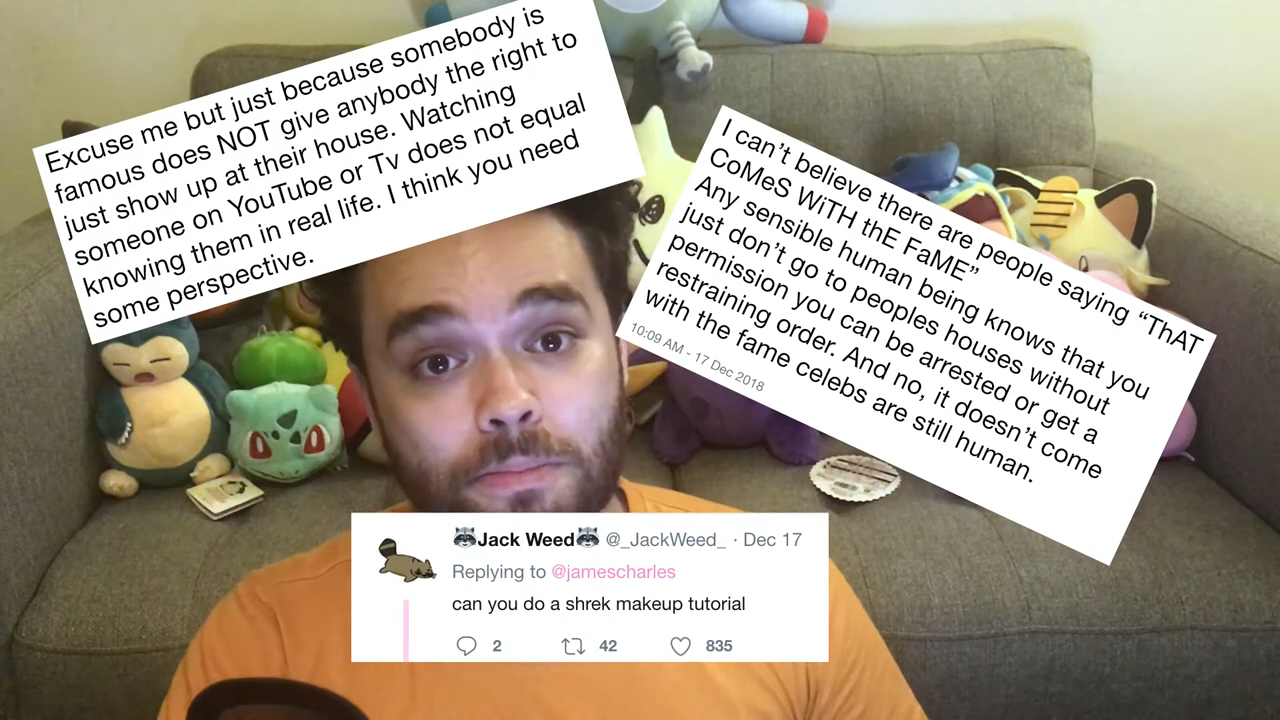 Excuse me but just because somebody is
famous does NOT give anybody the right to
just show up at their house. Watching
someone on YouTube or Tv does not equal
knowing them in real life. I think you need
some perspective.
I can’t believe there are people saying “ThAT
CoMeS WiTH thE FaME”
Any sensible human being knows that you
just don’t go to peoples houses without
permission you can be arrested or get a
restraining order. And no, it doesn’t come
with the fame celebs are still human.
10:09 AM - 17 Dec 2018
🦝Jack Weed🦝 @_JackWeed_ · Dec 17
Replying to @jamescharles
can you do a shrek makeup tutorial
2 42 835